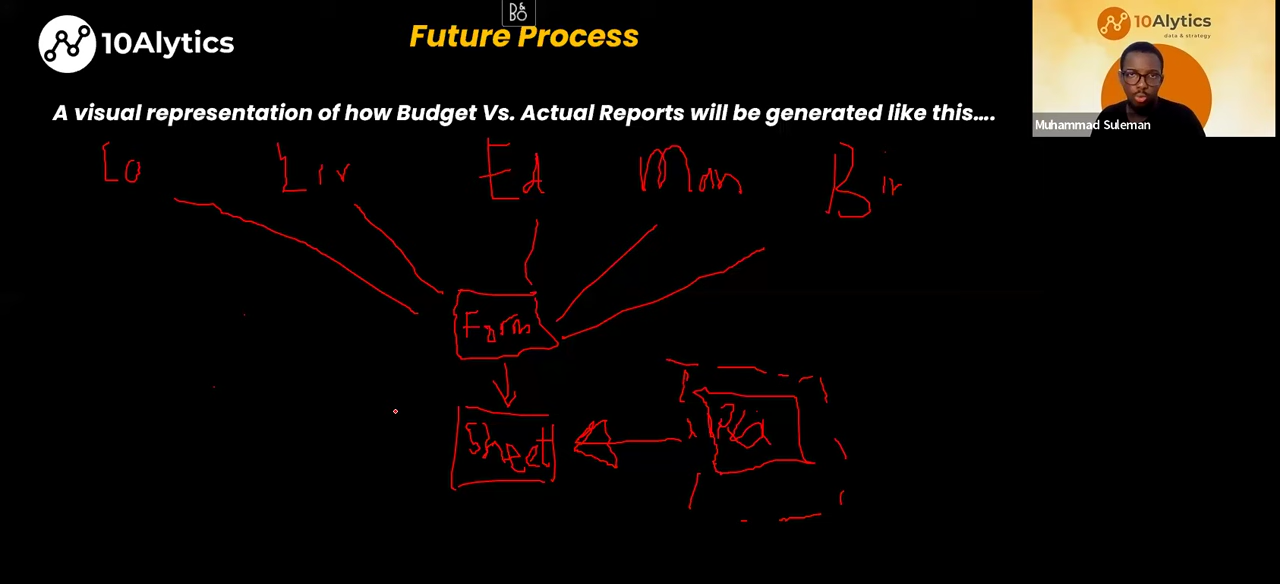 B&O
10Alytics
Future Process
10Alytics
data & strategy
A visual representation of how Budget Vs. Actual Reports will be generated like this....
Muhammad Suleman
Lo Liv Ed Man Bir
Form
Sheet